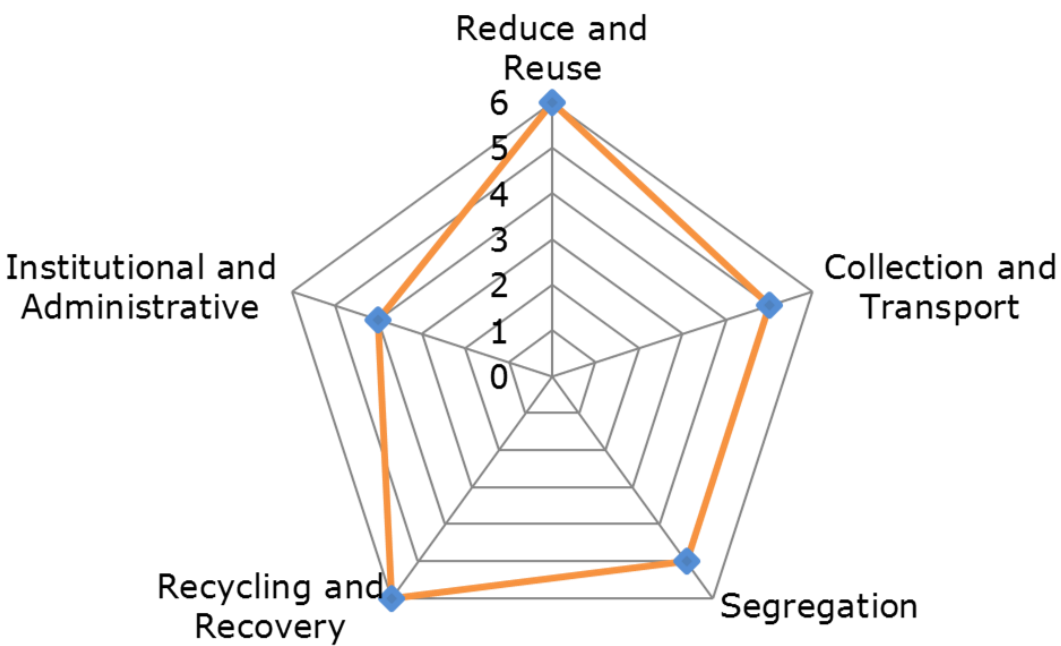 Reduce and
Reuse
6
5
4
3
2
1
0
Institutional and
Administrative
Collection and
Transport
Recycling and
Recovery
Segregation